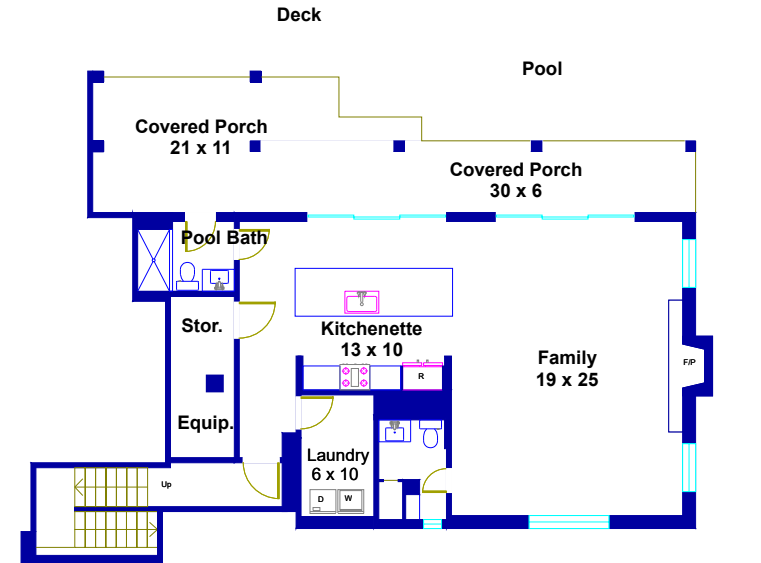 Deck
Pool
Covered Porch
21 x 11
Covered Porch
30 x 6
Pool Bath
Stor.
Kitchenette
13 x 10
Family
19 x 25
F/P
R
Equip.
Laundry
6 x 10
Up
D
W